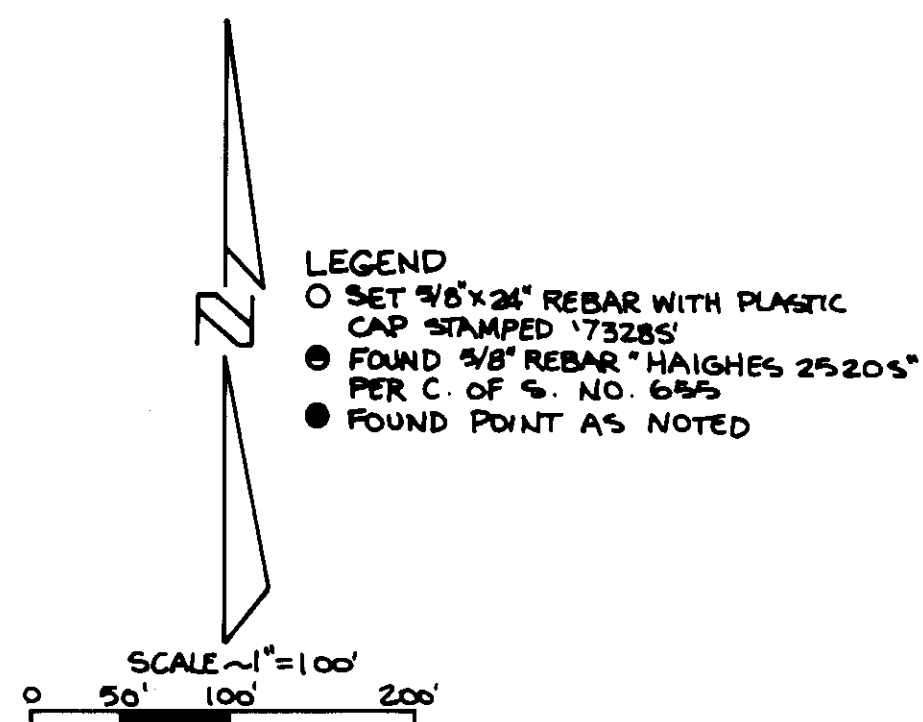 N
LEGEND
SET 5/8"x24" REBAR WITH PLASTIC
CAP STAMPED '7328S'
FOUND 5/8" REBAR "HAIGHES 2520S"
PER C. OF S. NO. 655
FOUND POINT AS NOTED
SCALE~1"=100'
0 50' 100' 200'